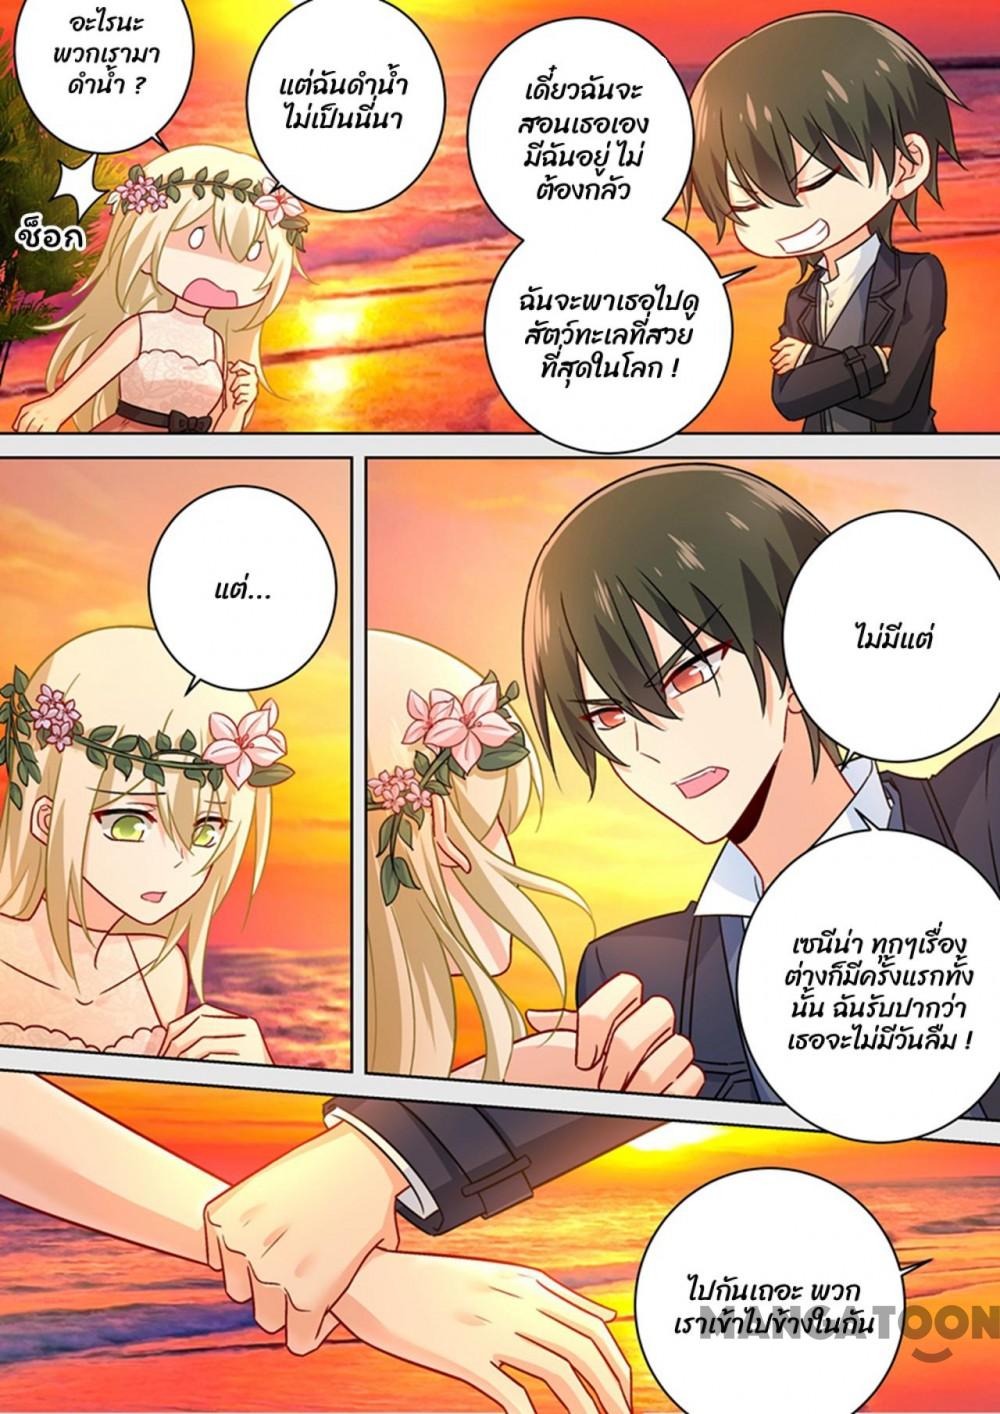 อะไรนะ
พวกเรามา
ดำน้ำ ?
แต่ฉันดำน้ำ
ไม่เป็นนี่นา
ช็อก
เดี๋ยวฉันจะ
สอนเธอเอง
มีฉันอยู่ ไม่
ต้องกลัว
ฉันจะพาเธอไปดู
สัตว์ทะเลที่สวย
ที่สุดในโลก !
แต่...
ไม่มีแต่
เซนีน่า ทุกๆเรื่อง
ต่างก็มีครั้งแรกทั้ง
นั้น ฉันรับปากว่า
เธอจะไม่มีวันลืม !
ไปกันเถอะ พวก
เราเข้าไปข้างในกัน
MANGATOON